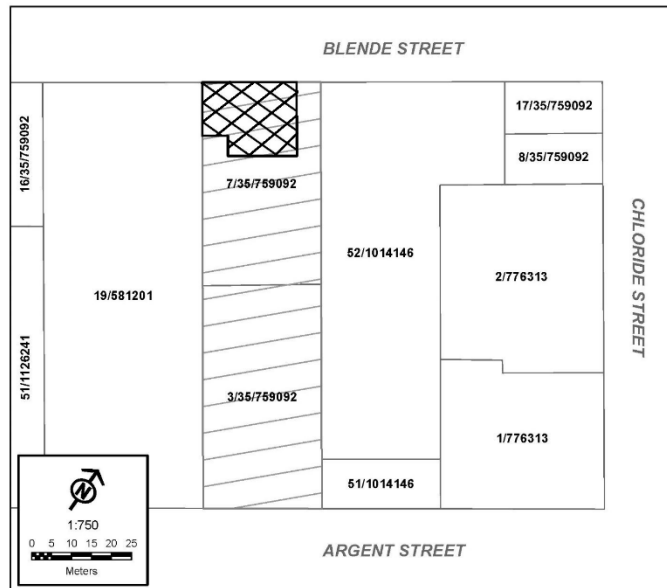 BLENDE STREET
16/35/759092
17/35/759092
8/35/759092
7/35/759092
CHLORIDE STREET
52/1014146
2/776313
19/581201
51/1126241
3/35/759092
1/776313
51/1014146
N
1:750
0 5 10 15 20 25
Meters
ARGENT STREET